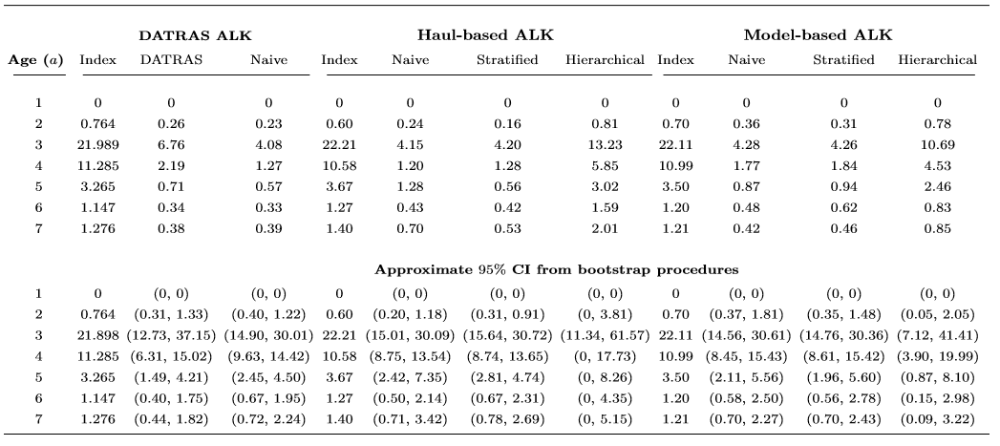 DATRAS ALK Haul-based ALK Model-based ALK
Age (a) Index DATRAS Naive Index Naive Stratified Hierarchical Index Naive Stratified Hierarchical
1 0 0 0 0 0 0 0 0 0 0 0
2 0.764 0.26 0.23 0.60 0.24 0.16 0.81 0.70 0.36 0.31 0.78
3 21.989 6.76 4.08 22.21 4.15 4.20 13.23 22.11 4.28 4.26 10.69
4 11.285 2.19 1.27 10.58 1.20 1.28 5.85 10.99 1.77 1.84 4.53
5 3.265 0.71 0.57 3.67 1.28 0.56 3.02 3.50 0.87 0.94 2.46
6 1.147 0.34 0.33 1.27 0.43 0.42 1.59 1.20 0.48 0.62 0.83
7 1.276 0.38 0.39 1.40 0.70 0.53 2.01 1.21 0.42 0.46 0.85
Approximate 95% CI from bootstrap procedures
1 0 (0, 0) (0, 0) 0 (0, 0) (0, 0) (0, 0) 0 (0, 0) (0, 0) (0, 0)
2 0.764 (0.31, 1.33) (0.40, 1.22) 0.60 (0.20, 1.18) (0.31, 0.91) (0, 3.81) 0.70 (0.37, 1.81) (0.35, 1.48) (0.05, 2.05)
3 21.898 (12.73, 37.15) (14.90, 30.01) 22.21 (15.01, 30.09) (15.64, 30.72) (11.34, 61.57) 22.11 (14.56, 30.61) (14.76, 30.36) (7.12, 41.41)
4 11.285 (6.31, 15.02) (9.63, 14.42) 10.58 (8.75, 13.54) (8.74, 13.65) (0, 17.73) 10.99 (8.45, 15.43) (8.61, 15.42) (3.90, 19.99)
5 3.265 (1.49, 4.21) (2.45, 4.50) 3.67 (2.42, 7.35) (2.81, 4.74) (0, 8.26) 3.50 (2.11, 5.56) (1.96, 5.60) (0.87, 8.10)
6 1.147 (0.40, 1.75) (0.67, 1.95) 1.27 (0.50, 2.14) (0.67, 2.31) (0, 4.35) 1.20 (0.58, 2.50) (0.56, 2.78) (0.15, 2.98)
7 1.276 (0.44, 1.82) (0.72, 2.24) 1.40 (0.71, 3.42) (0.78, 2.69) (0, 5.15) 1.21 (0.70, 2.27) (0.70, 2.43) (0.09, 3.22)